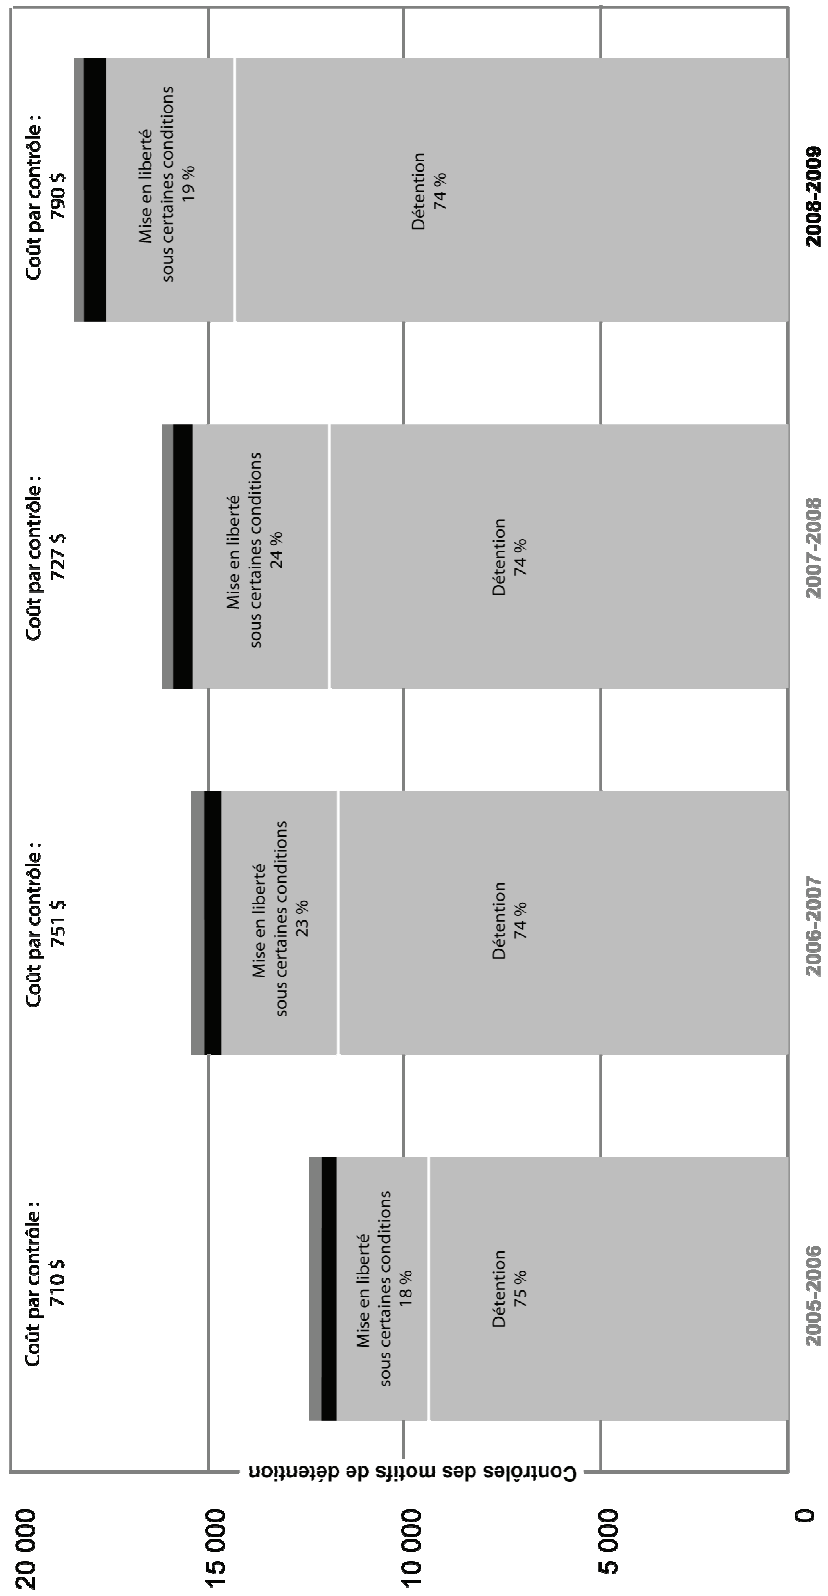 20 000
15 000
10 000
5 000
0
Contrôles des motifs de détention
Coût par contrôle :
710 $
Mise en liberté
sous certaines conditions
18 %
Détention
75 %
2005-2006
Coût par contrôle :
751 $
Mise en liberté
sous certaines conditions
23 %
Détention
74 %
2006-2007
Coût par contrôle :
727 $
Mise en liberté
sous certaines conditions
24 %
Détention
74 %
2007-2008
Coût par contrôle :
790 $
Mise en liberté
sous certaines conditions
19 %
Détention
74 %
2008-2009